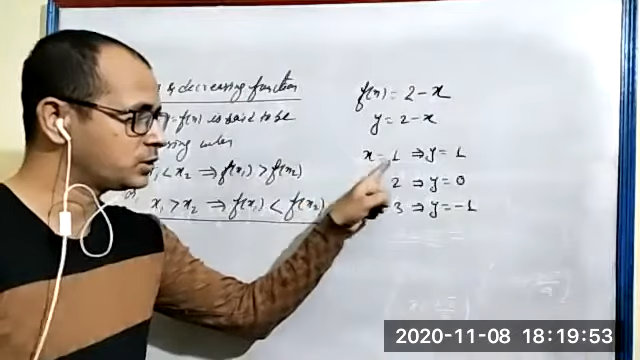 & decreasing function
=f(x) is said to be
when
x₁ < x₂ ⇒ f(x₁) > f(x₂)
x₁ > x₂ ⇒ f(x₁) < f(x₂)
f(x) = 2 - x
y = 2 - x
x = 1 ⇒ y = 1
2 ⇒ y = 0
3 ⇒ y = -1
2020-11-08 18:19:53